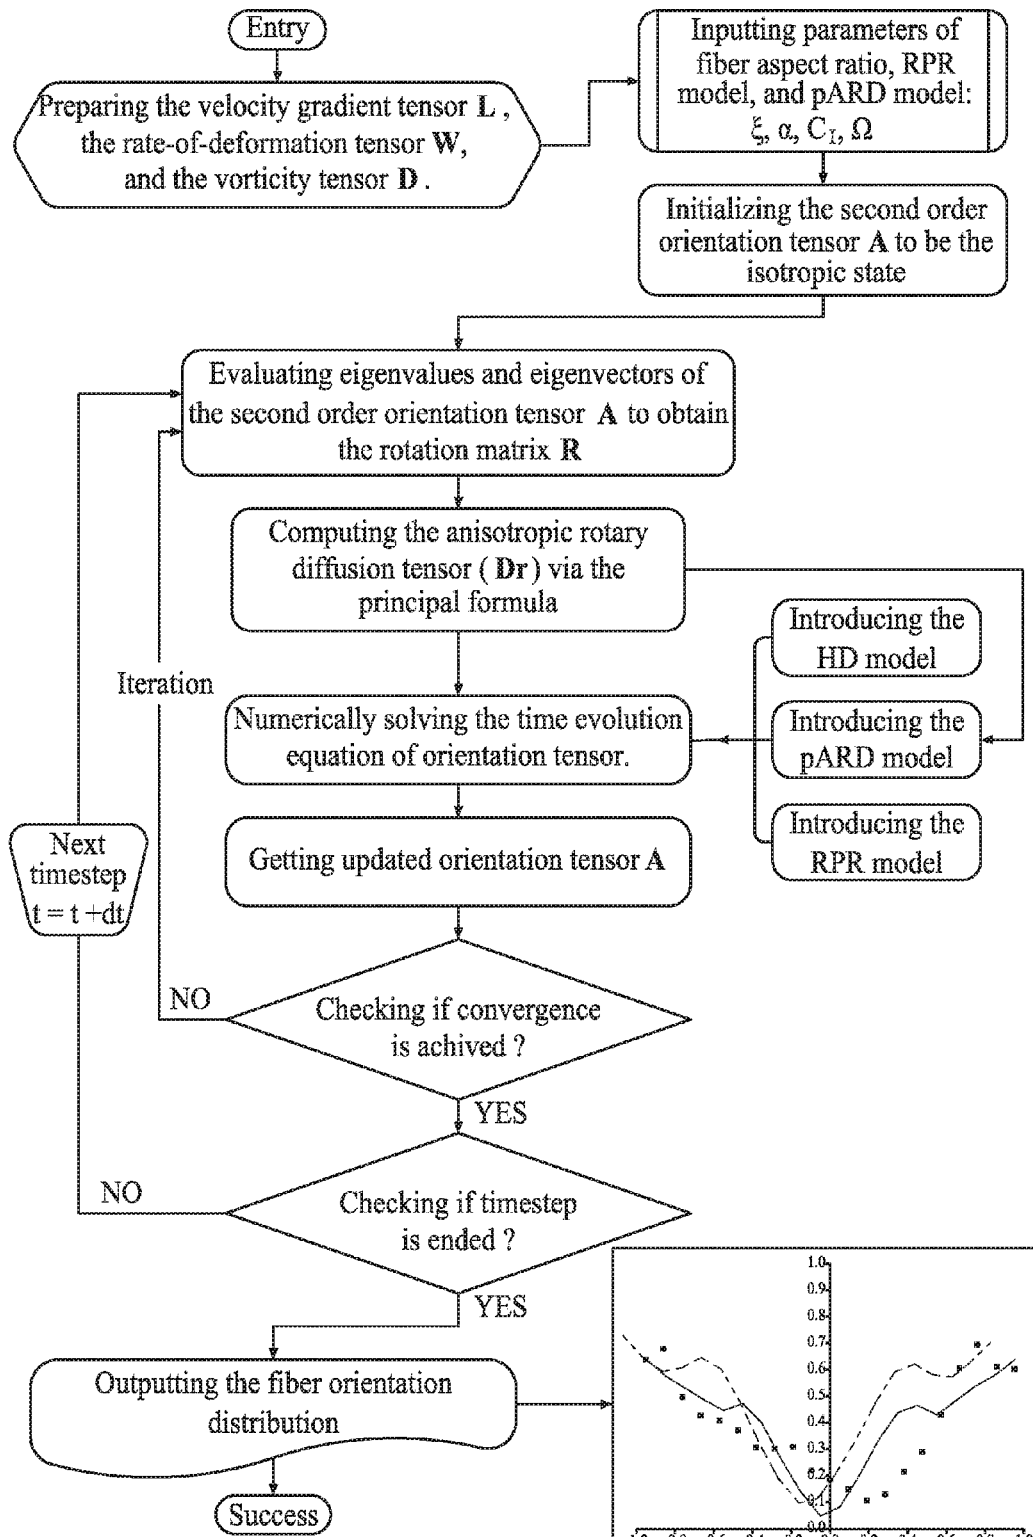 Entry
Preparing the velocity gradient tensor L ,
the rate-of-deformation tensor W,
and the vorticity tensor D .
Inputting parameters of
fiber aspect ratio, RPR
model, and pARD model:
ξ, α, C_I, Ω
Initializing the second order
orientation tensor A to be the
isotropic state
Evaluating eigenvalues and eigenvectors of
the second order orientation tensor A to obtain
the rotation matrix R
Computing the anisotropic rotary
diffusion tensor ( Dr ) via the
principal formula
Introducing the
HD model
Iteration
Numerically solving the time evolution
equation of orientation tensor.
Introducing the
pARD model
Introducing the
RPR model
Next
timestep
t = t +dt
Getting updated orientation tensor A
NO
Checking if convergence
is achived ?
YES
NO
Checking if timestep
is ended ?
YES
Outputting the fiber orientation
distribution
Success
1.0
0.9
0.8
0.7
0.6
0.5
0.4
0.3
0.2
0.1
0.0